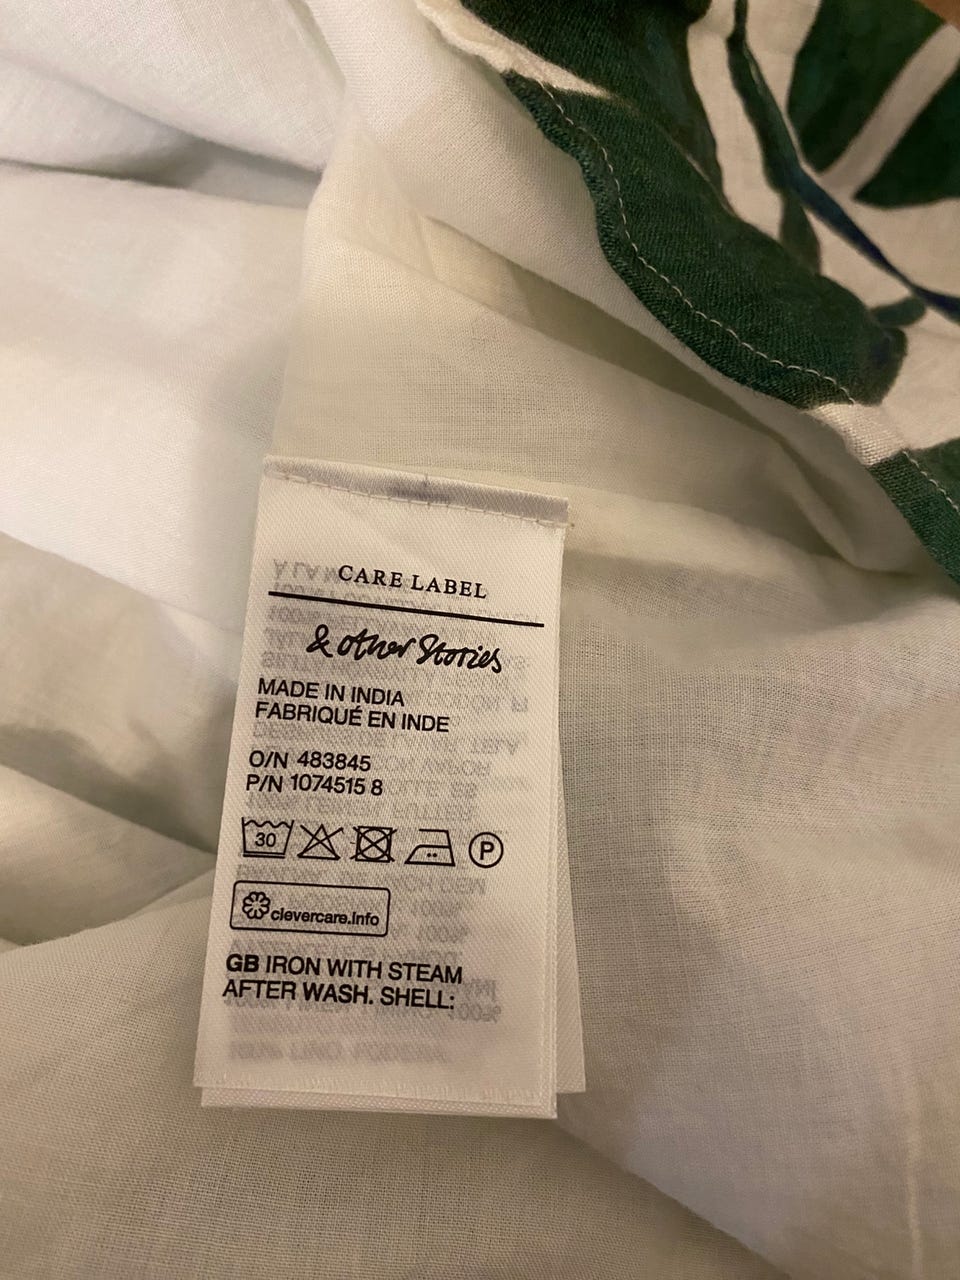 CARE LABEL
& other Stories
MADE IN INDIA
FABRIQUÉ EN INDE
O/N 483845
P/N 1074515 8
30
P
clevercare.info
GB IRON WITH STEAM
AFTER WASH. SHELL: